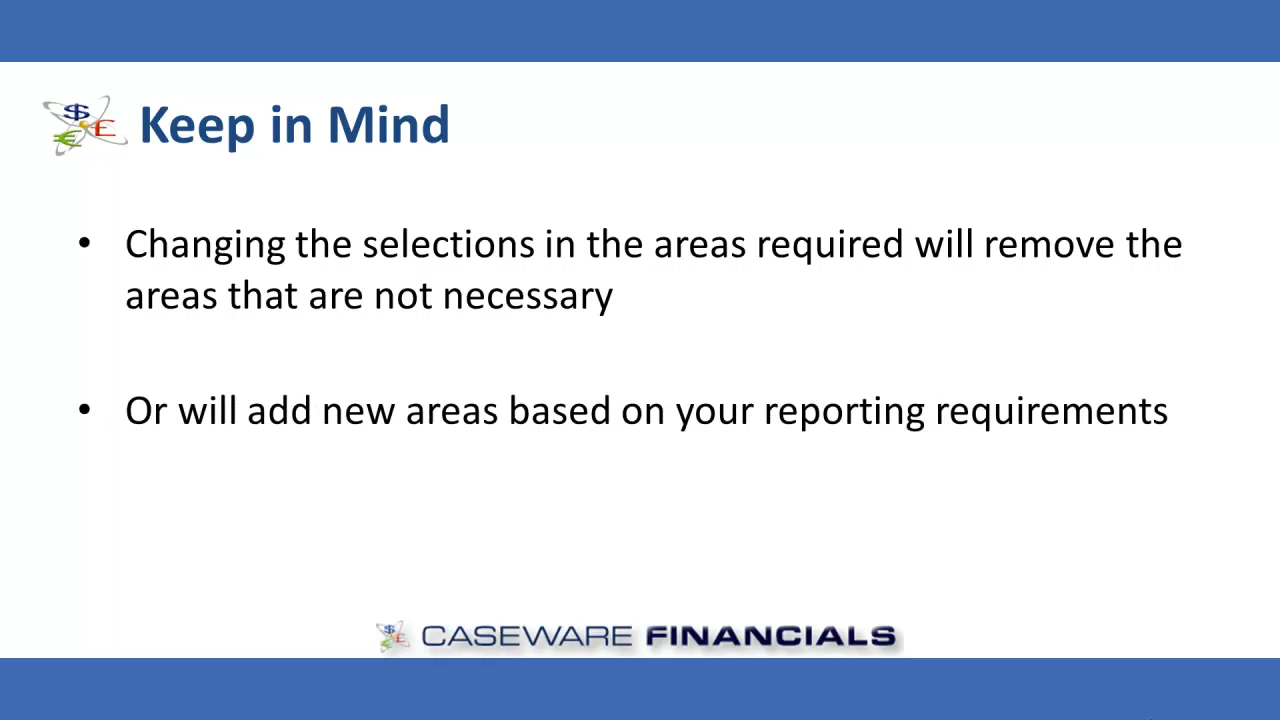 Keep in Mind
• Changing the selections in the areas required will remove the
areas that are not necessary
• Or will add new areas based on your reporting requirements
CASEWARE FINANCIALS